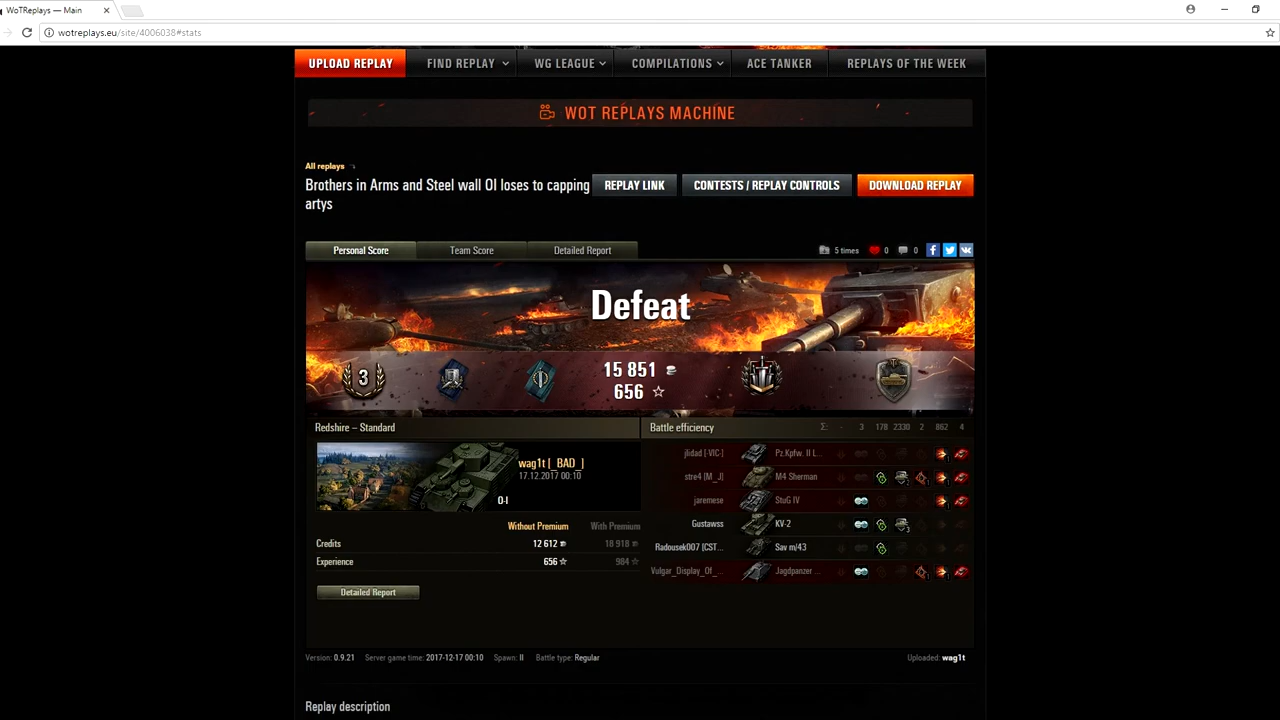 WoTReplays — Main
wotreplays.eu/site/4006038#stats
UPLOAD REPLAY FIND REPLAY WG LEAGUE COMPILATIONS ACE TANKER REPLAYS OF THE WEEK
WOT REPLAYS MACHINE
All replays
Brothers in Arms and Steel wall OI loses to capping
artys
REPLAY LINK CONTESTS / REPLAY CONTROLS DOWNLOAD REPLAY
Personal Score Team Score Detailed Report 5 times 0 0
Defeat
3
15 851
656
Redshire – Standard
Battle efficiency Σ: - 3 178 2330 2 862 4
wag1t [_BAD_]
17.12.2017 00:10
O-I
Without Premium With Premium
Credits 12 612 18 918
Experience 656 984
Detailed Report
jlidad [-VIC-] Pz.Kpfw. II L...
stre4 [M_J] M4 Sherman
jaremese StuG IV
Gustawss KV-2
Radousek007 [CST... Sav m/43
Vulgar_Display_Of_... Jagdpanzer ...
Version: 0.9.21 Server game time: 2017-12-17 00:10 Spawn: II Battle type: Regular Uploaded: wag1t
Replay description